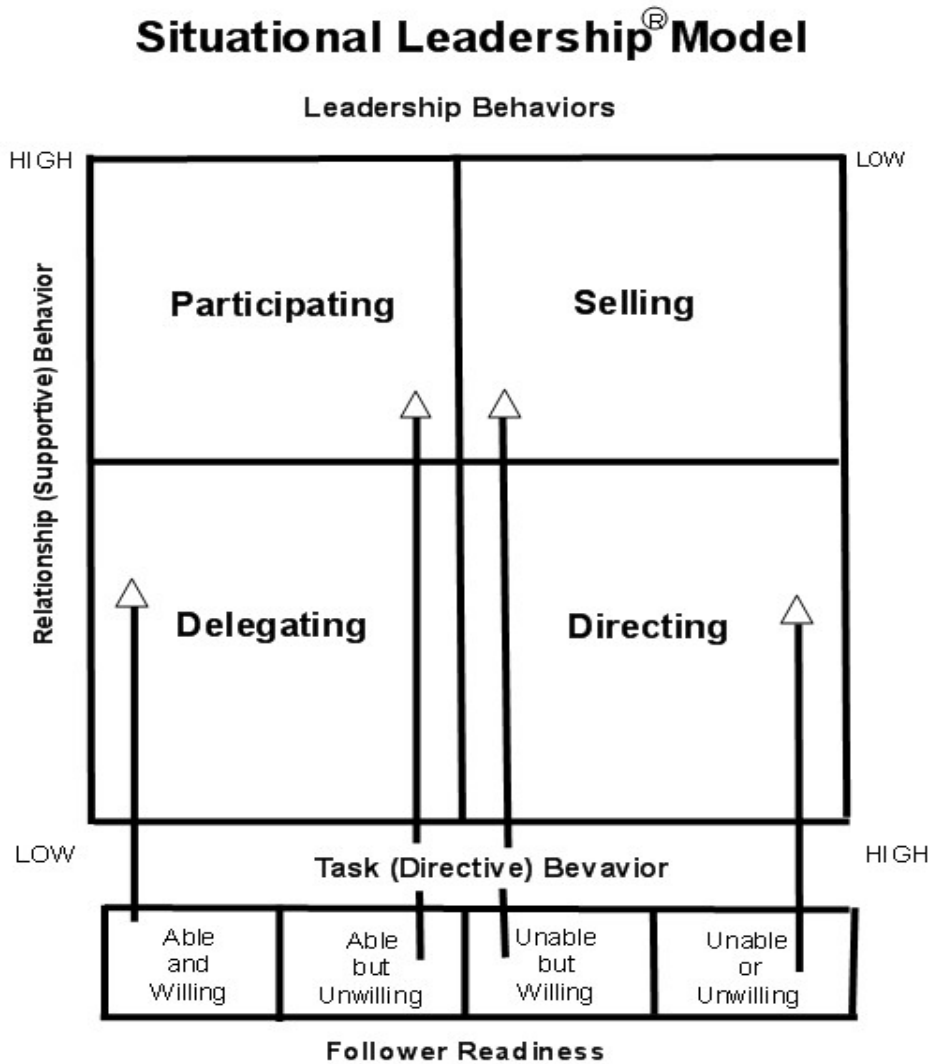 Situational Leadership® Model
Leadership Behaviors
HIGH
LOW
Relationship (Supportive) Behavior
Participating
Selling
Delegating
Directing
LOW
HIGH
Task (Directive) Bevavior
Able
and
Willing
Able
but
Unwilling
Unable
but
Willing
Unable
or
Unwilling
Follower Readiness